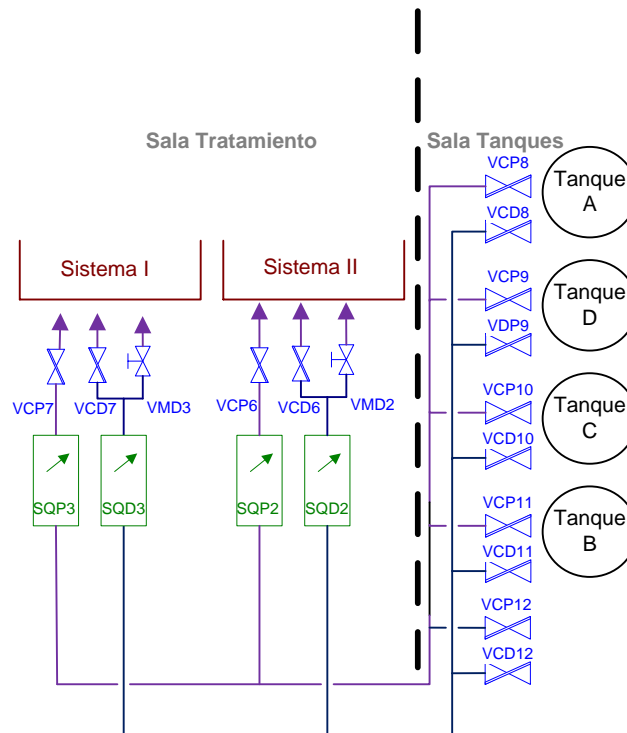 Sala Tratamiento
Sala Tanques
VCP8
Tanque
A
VCD8
Sistema I
Sistema II
VCP9
Tanque
D
VDP9
VCP7
VCD7
VMD3
VCP6
VCD6
VMD2
VCP10
Tanque
C
VCD10
SQP3
SQD3
SQP2
SQD2
VCP11
Tanque
B
VCD11
VCP12
VCD12